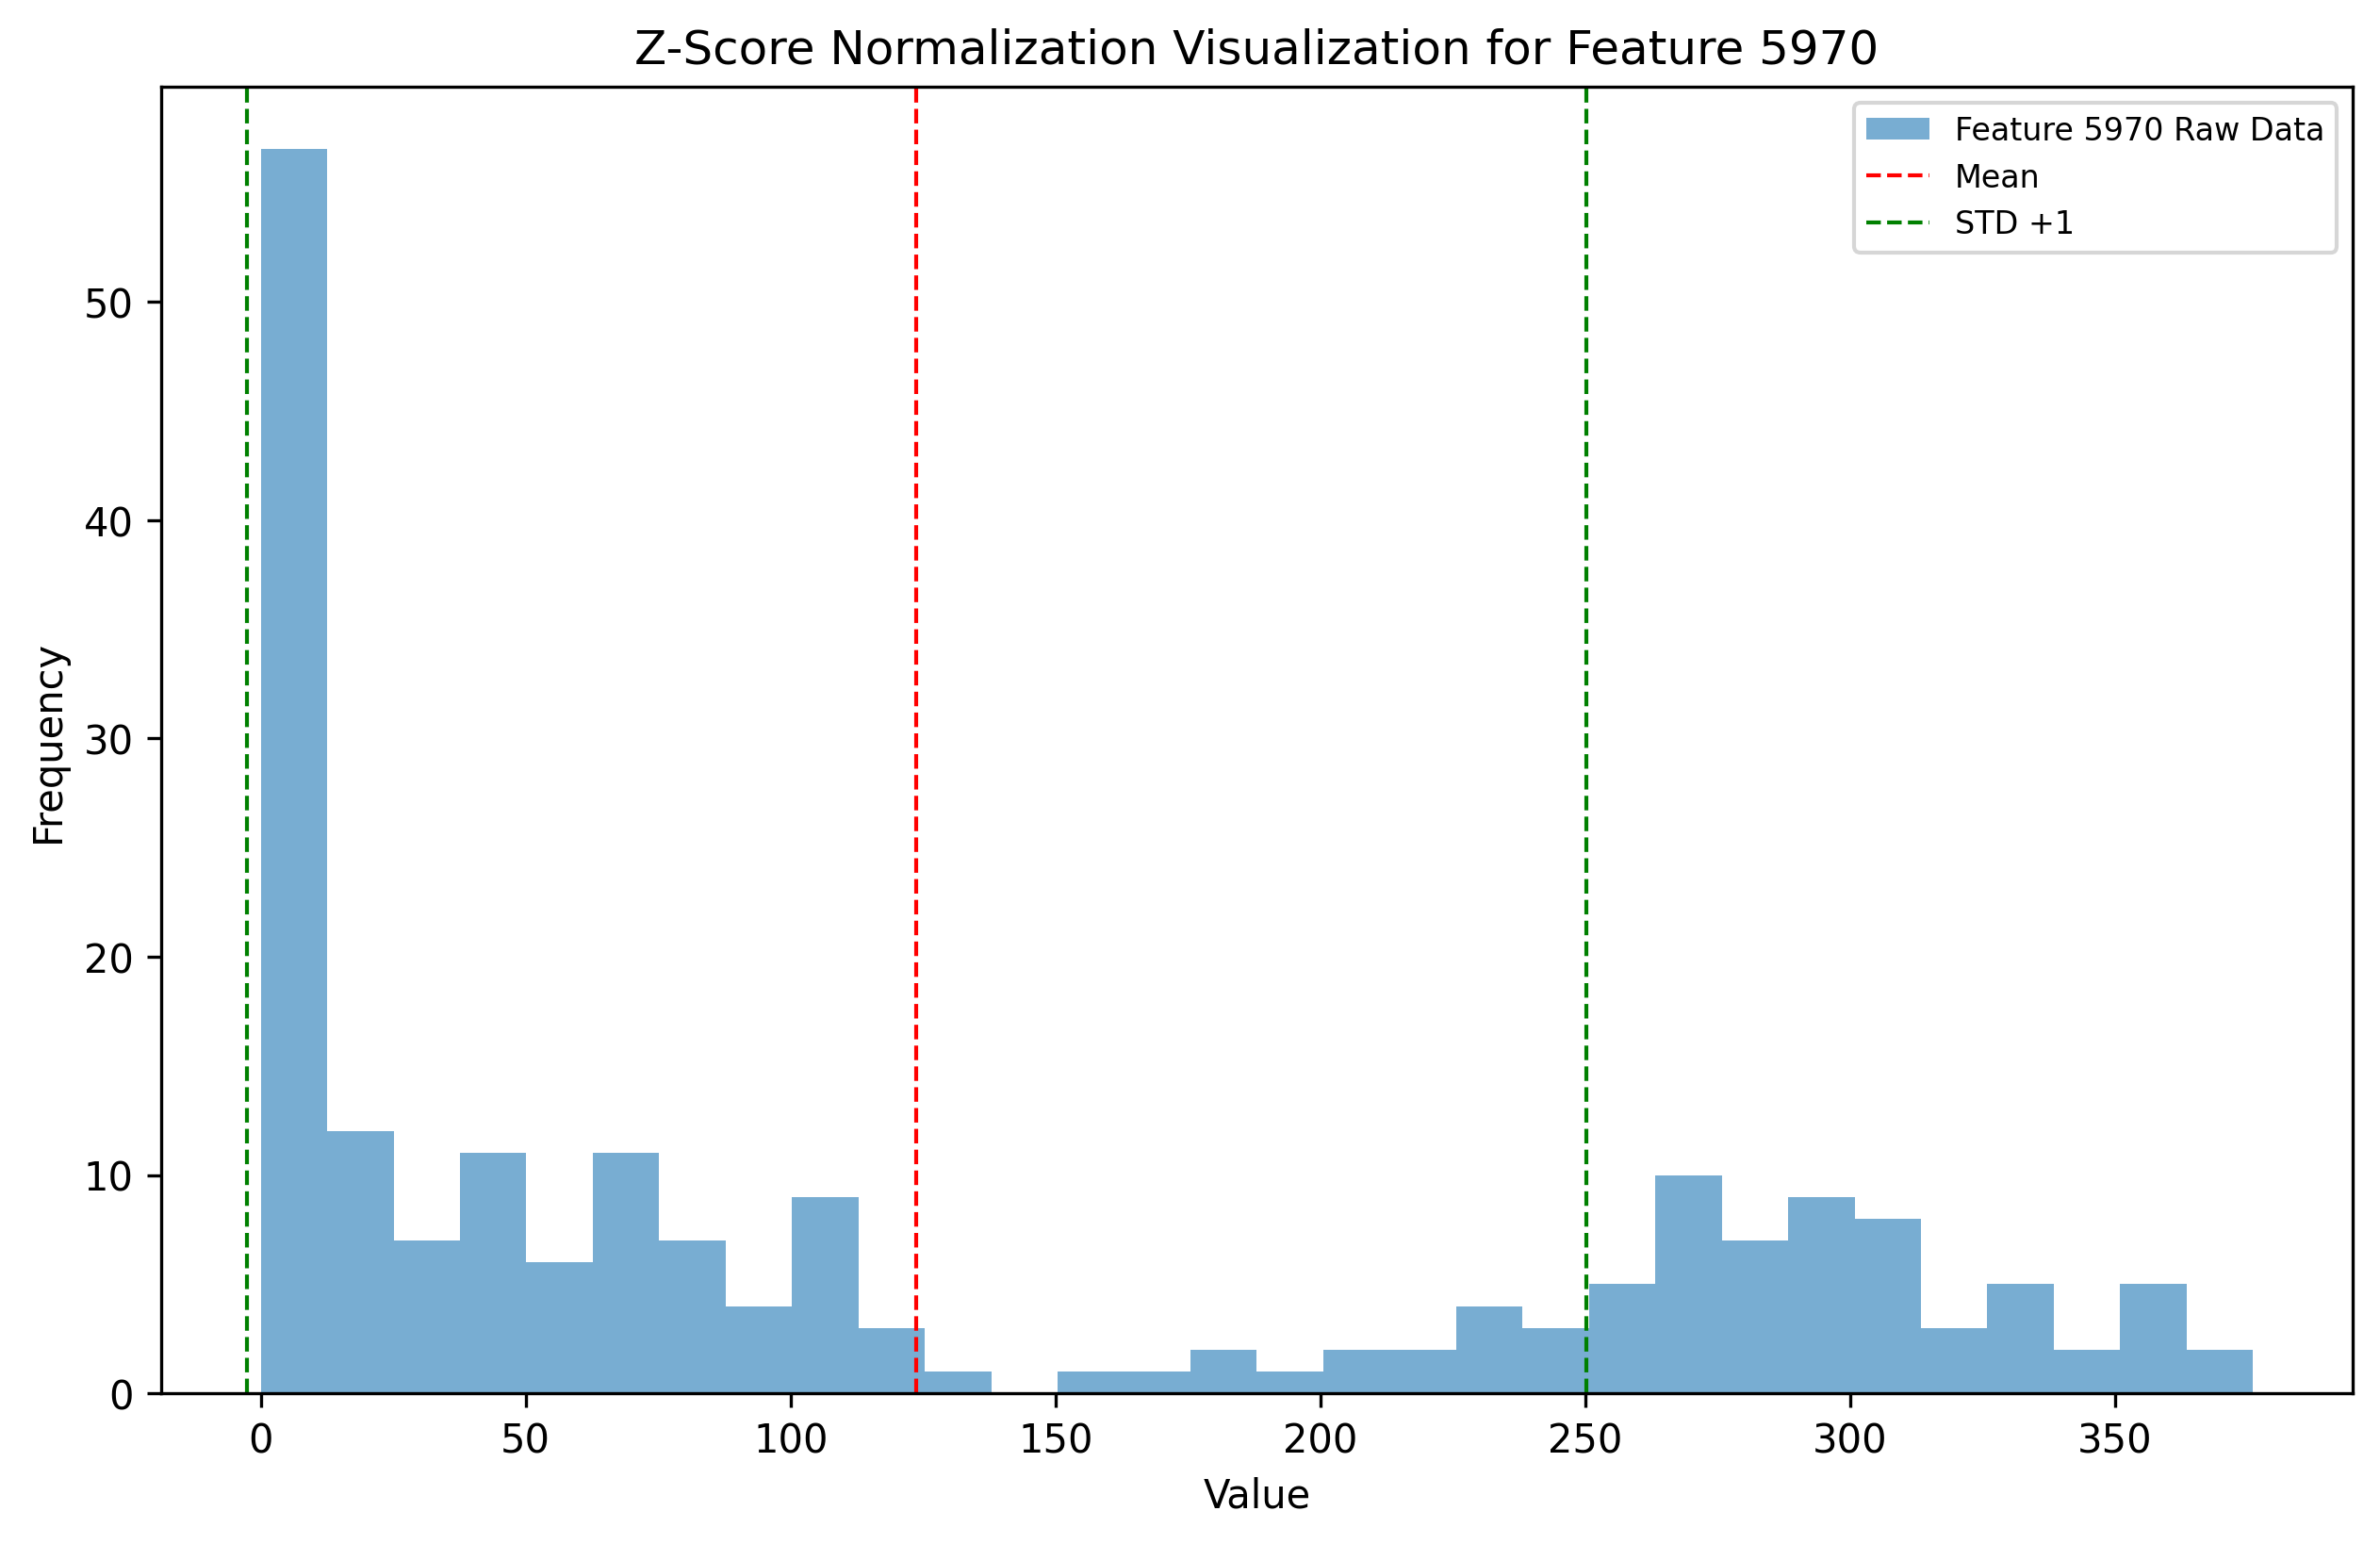 Z-Score Normalization Visualization for Feature 5970
Feature 5970 Raw Data
Mean
STD +1
Frequency
50
40
30
20
10
0
0 50 100 150 200 250 300 350
Value